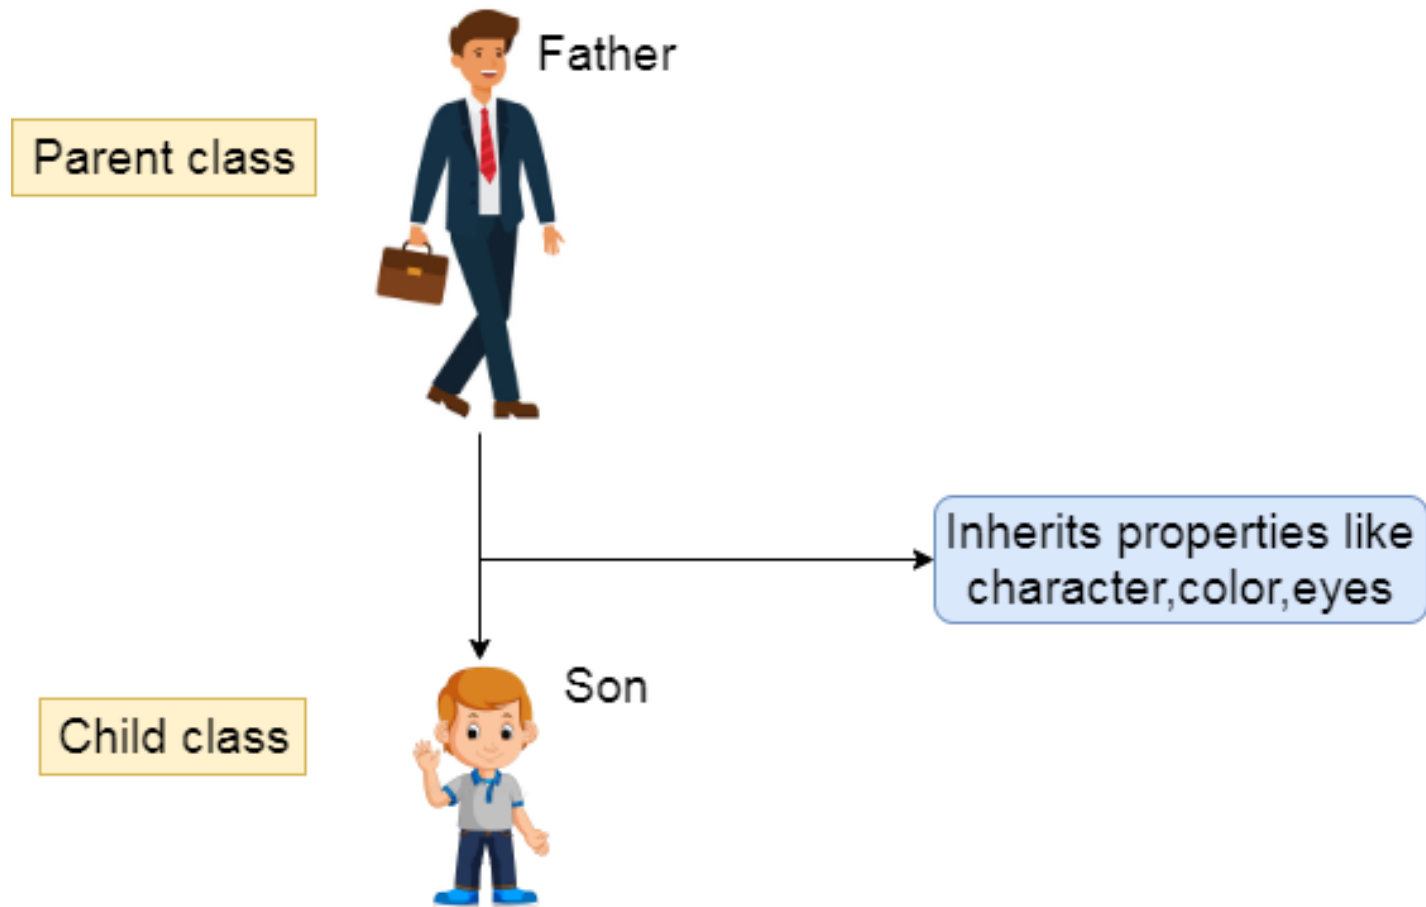 Father
Parent class
Inherits properties like
character,color,eyes
Son
Child class